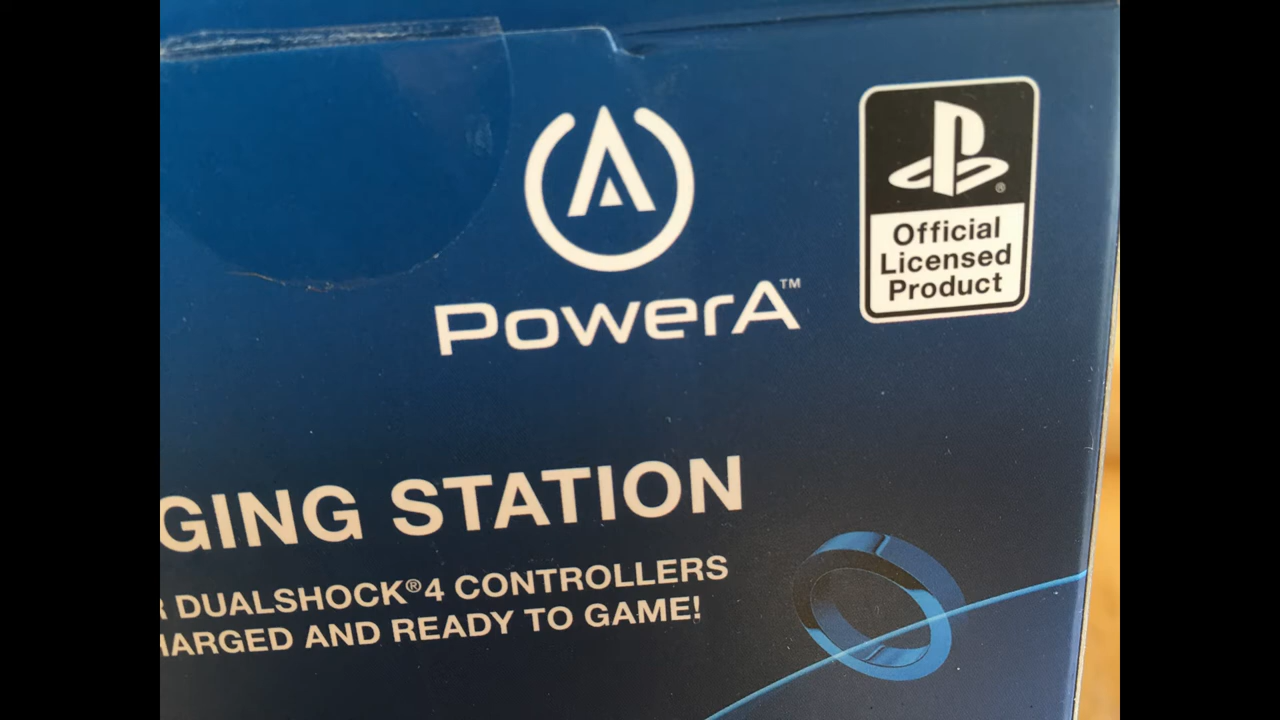 PowerA™
Official
Licensed
Product
GING STATION
R DUALSHOCK®4 CONTROLLERS
HARGED AND READY TO GAME!